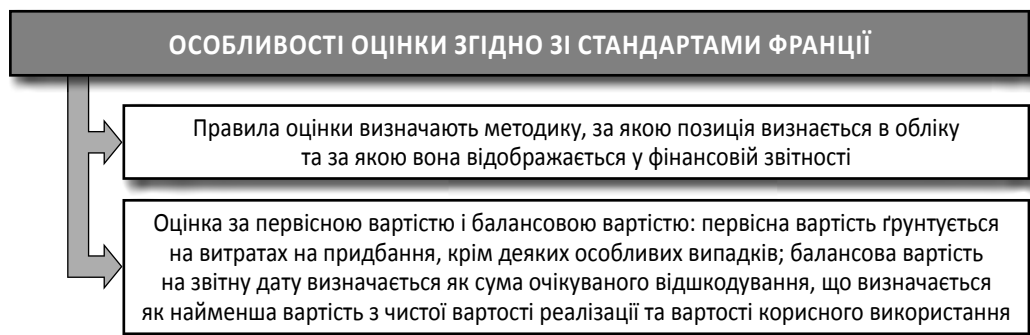 ОСОБЛИВОСТІ ОЦІНКИ ЗГІДНО ЗІ СТАНДАРТАМИ ФРАНЦІЇ
Правила оцінки визначають методику, за якою позиція визнається в обліку
та за якою вона відображається у фінансовій звітності
Оцінка за первісною вартістю і балансовою вартістю: первісна вартість ґрунтується
на витратах на придбання, крім деяких особливих випадків; балансова вартість
на звітну дату визначається як сума очікуваного відшкодування, що визначається
як найменша вартість з чистої вартості реалізації та вартості корисного використання